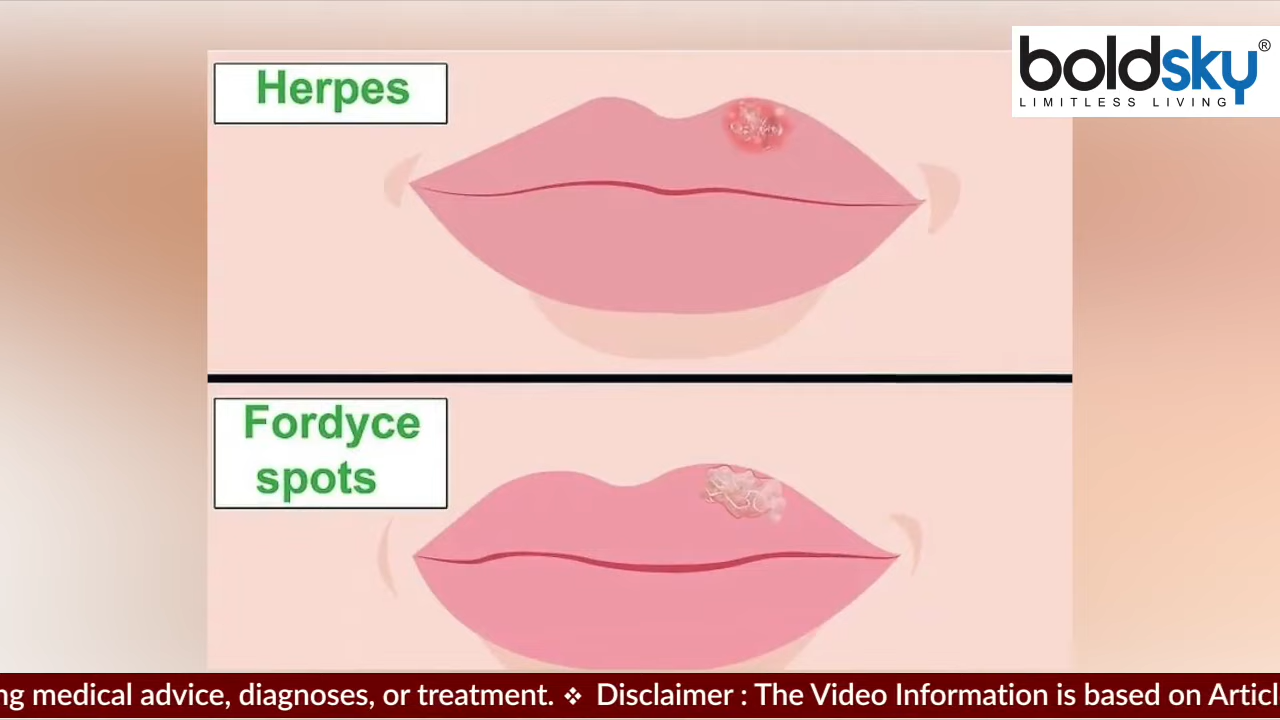 Herpes
boldsky®
LIMITLESS LIVING
Fordyce
spots
ng medical advice, diagnoses, or treatment. ❖ Disclaimer : The Video Information is based on Articl